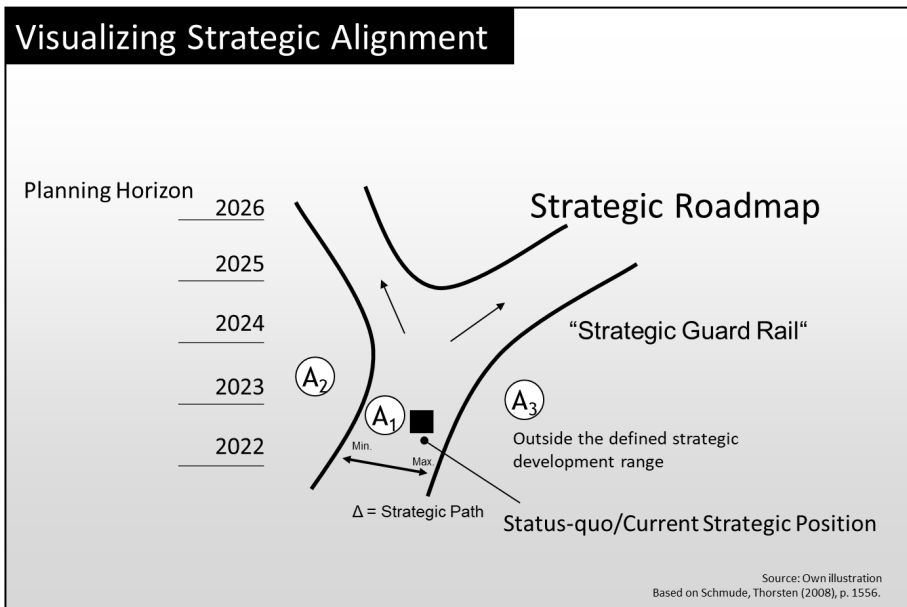 Visualizing Strategic Alignment
Planning Horizon
2026
Strategic Roadmap
2025
2024
“Strategic Guard Rail“
A₂
2023
A₁
A₃
Outside the defined strategic
development range
2022
Min.
Max.
Δ = Strategic Path
Status-quo/Current Strategic Position
Source: Own illustration
Based on Schmude, Thorsten (2008), p. 1556.